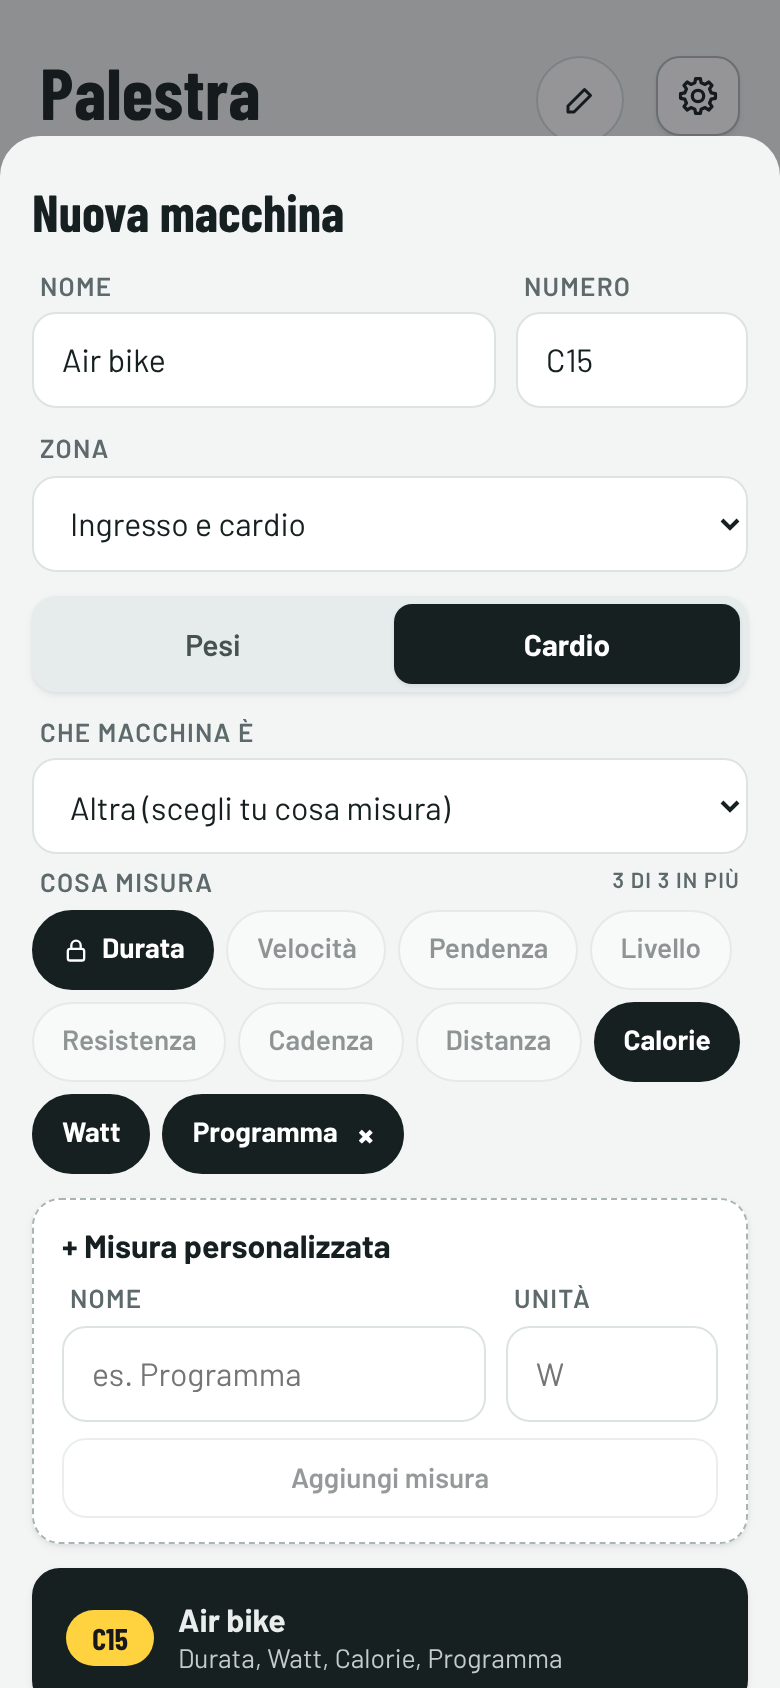 Palestra
Nuova macchina
NOME NUMERO
Air bike C15
ZONA
Ingresso e cardio
Pesi Cardio
CHE MACCHINA È
Altra (scegli tu cosa misura)
COSA MISURA 3 DI 3 IN PIÙ
Durata Velocità Pendenza Livello
Resistenza Cadenza Distanza Calorie
Watt Programma ×
+ Misura personalizzata
NOME UNITÀ
es. Programma W
Aggiungi misura
C15 Air bike
Durata, Watt, Calorie, Programma